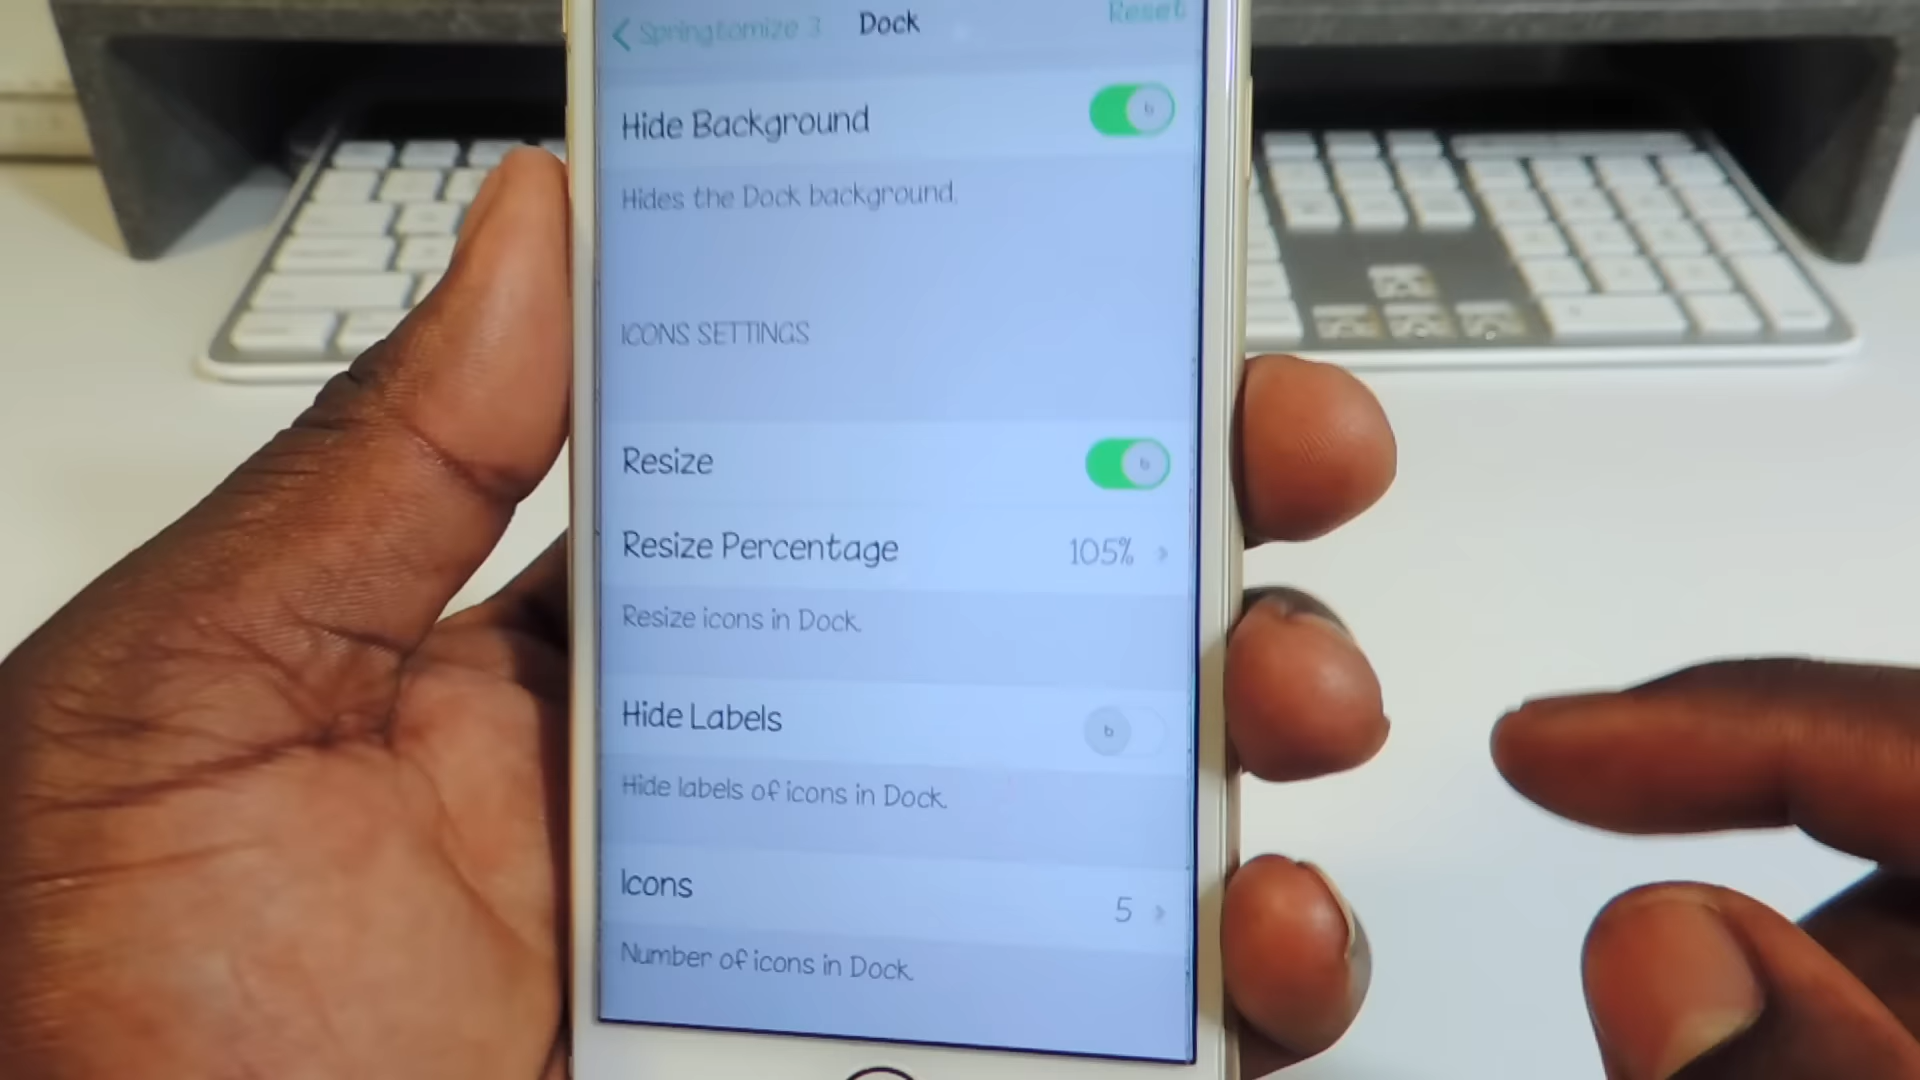 Springtomize 3 Dock Reset
Hide Background
Hides the Dock background.
ICONS SETTINGS
Resize
Resize Percentage 105%
Resize icons in Dock.
Hide Labels
Hide labels of icons in Dock.
Icons 5
Number of icons in Dock.